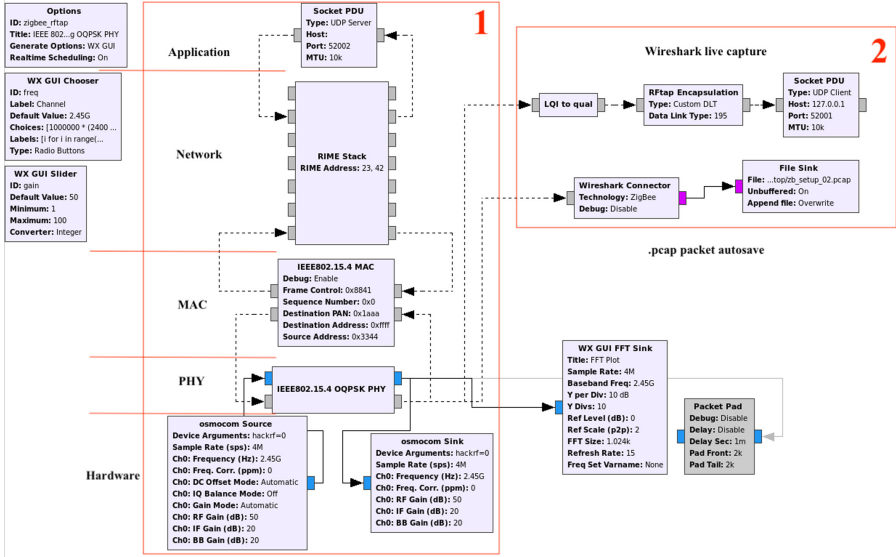 Options
ID: zigbee_rftap
Title: IEEE 802...g OQPSK PHY
Generate Options: WX GUI
Realtime Scheduling: On
WX GUI Chooser
ID: freq
Label: Channel
Default Value: 2.45G
Choices: [1000000 * (2400 ...
Labels: [i for i in range(...
Type: Radio Buttons
WX GUI Slider
ID: gain
Default Value: 50
Minimum: 1
Maximum: 100
Converter: Integer
1
Application
Socket PDU
Type: UDP Server
Host:
Port: 52002
MTU: 10k
Network
RIME Stack
RIME Address: 23, 42
MAC
IEEE802.15.4 MAC
Debug: Enable
Frame Control: 0x8841
Sequence Number: 0x0
Destination PAN: 0x1aaa
Destination Address: 0xffff
Source Address: 0x3344
PHY
IEEE802.15.4 OQPSK PHY
Hardware
osmocom Source
Device Arguments: hackrf=0
Sample Rate (sps): 4M
Ch0: Frequency (Hz): 2.45G
Ch0: Freq. Corr. (ppm): 0
Ch0: DC Offset Mode: Automatic
Ch0: IQ Balance Mode: Off
Ch0: Gain Mode: Automatic
Ch0: RF Gain (dB): 50
Ch0: IF Gain (dB): 20
Ch0: BB Gain (dB): 20
osmocom Sink
Device Arguments: hackrf=0
Sample Rate (sps): 4M
Ch0: Frequency (Hz): 2.45G
Ch0: Freq. Corr. (ppm): 0
Ch0: RF Gain (dB): 50
Ch0: IF Gain (dB): 20
Ch0: BB Gain (dB): 20
2
Wireshark live capture
LQI to qual
RFtap Encapsulation
Type: Custom DLT
Data Link Type: 195
Socket PDU
Type: UDP Client
Host: 127.0.0.1
Port: 52001
MTU: 10k
Wireshark Connector
Technology: ZigBee
Debug: Disable
File Sink
File: ...top/zb_setup_02.pcap
Unbuffered: On
Append file: Overwrite
.pcap packet autosave
WX GUI FFT Sink
Title: FFT Plot
Sample Rate: 4M
Baseband Freq: 2.45G
Y per Div: 10 dB
Y Divs: 10
Ref Level (dB): 0
Ref Scale (p2p): 2
FFT Size: 1.024k
Refresh Rate: 15
Freq Set Varname: None
Packet Pad
Debug: Disable
Delay: Disable
Delay Sec: 1m
Pad Front: 2k
Pad Tail: 2k